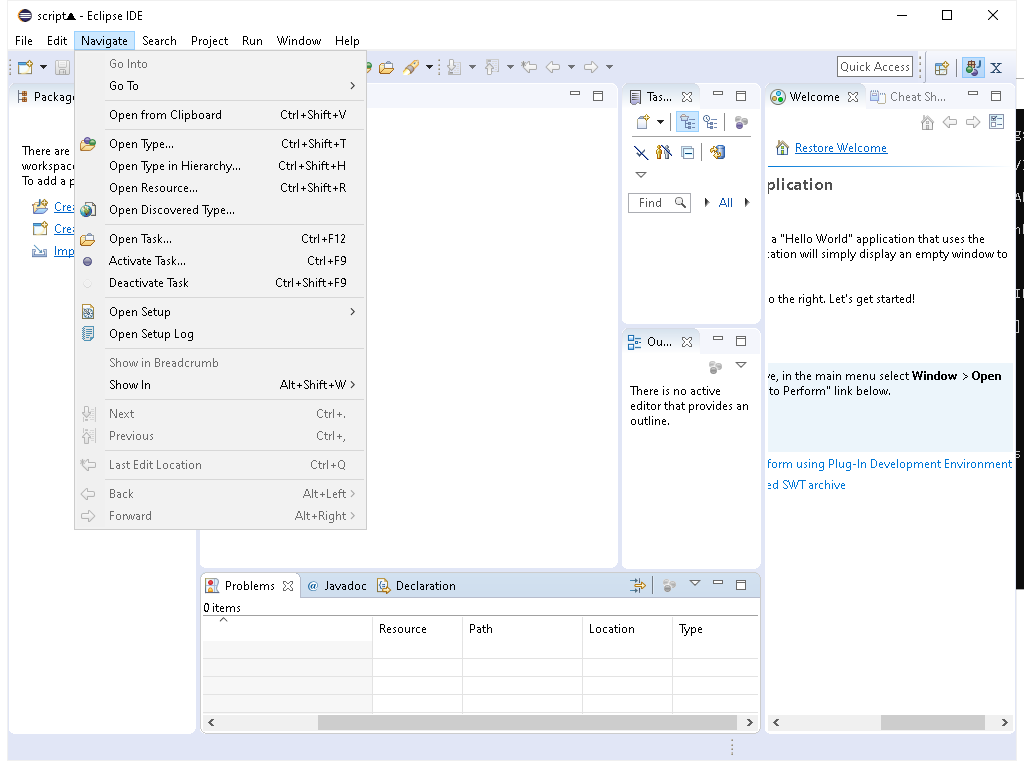 script▲ - Eclipse IDE
File Edit Navigate Search Project Run Window Help
Quick Access
Go Into
Go To
Open from Clipboard Ctrl+Shift+V
Open Type... Ctrl+Shift+T
Open Type in Hierarchy... Ctrl+Shift+H
Open Resource... Ctrl+Shift+R
Open Discovered Type...
Open Task... Ctrl+F12
Activate Task... Ctrl+F9
Deactivate Task Ctrl+Shift+F9
Open Setup
Open Setup Log
Show in Breadcrumb
Show In Alt+Shift+W
Next Ctrl+.
Previous Ctrl+,
Last Edit Location Ctrl+Q
Back Alt+Left
Forward Alt+Right
Packag
There are
workspac
To add a p
Crea
Crea
Imp
Tas...
Find
All
Ou...
There is no active
editor that provides an
outline.
Welcome Cheat Sh...
Restore Welcome
plication
a "Hello World" application that uses the
cation will simply display an empty window to
o the right. Let's get started!
ve, in the main menu select Window > Open
to Perform" link below.
form using Plug-In Development Environment
ed SWT archive
Problems @ Javadoc Declaration
0 items
Resource Path Location Type